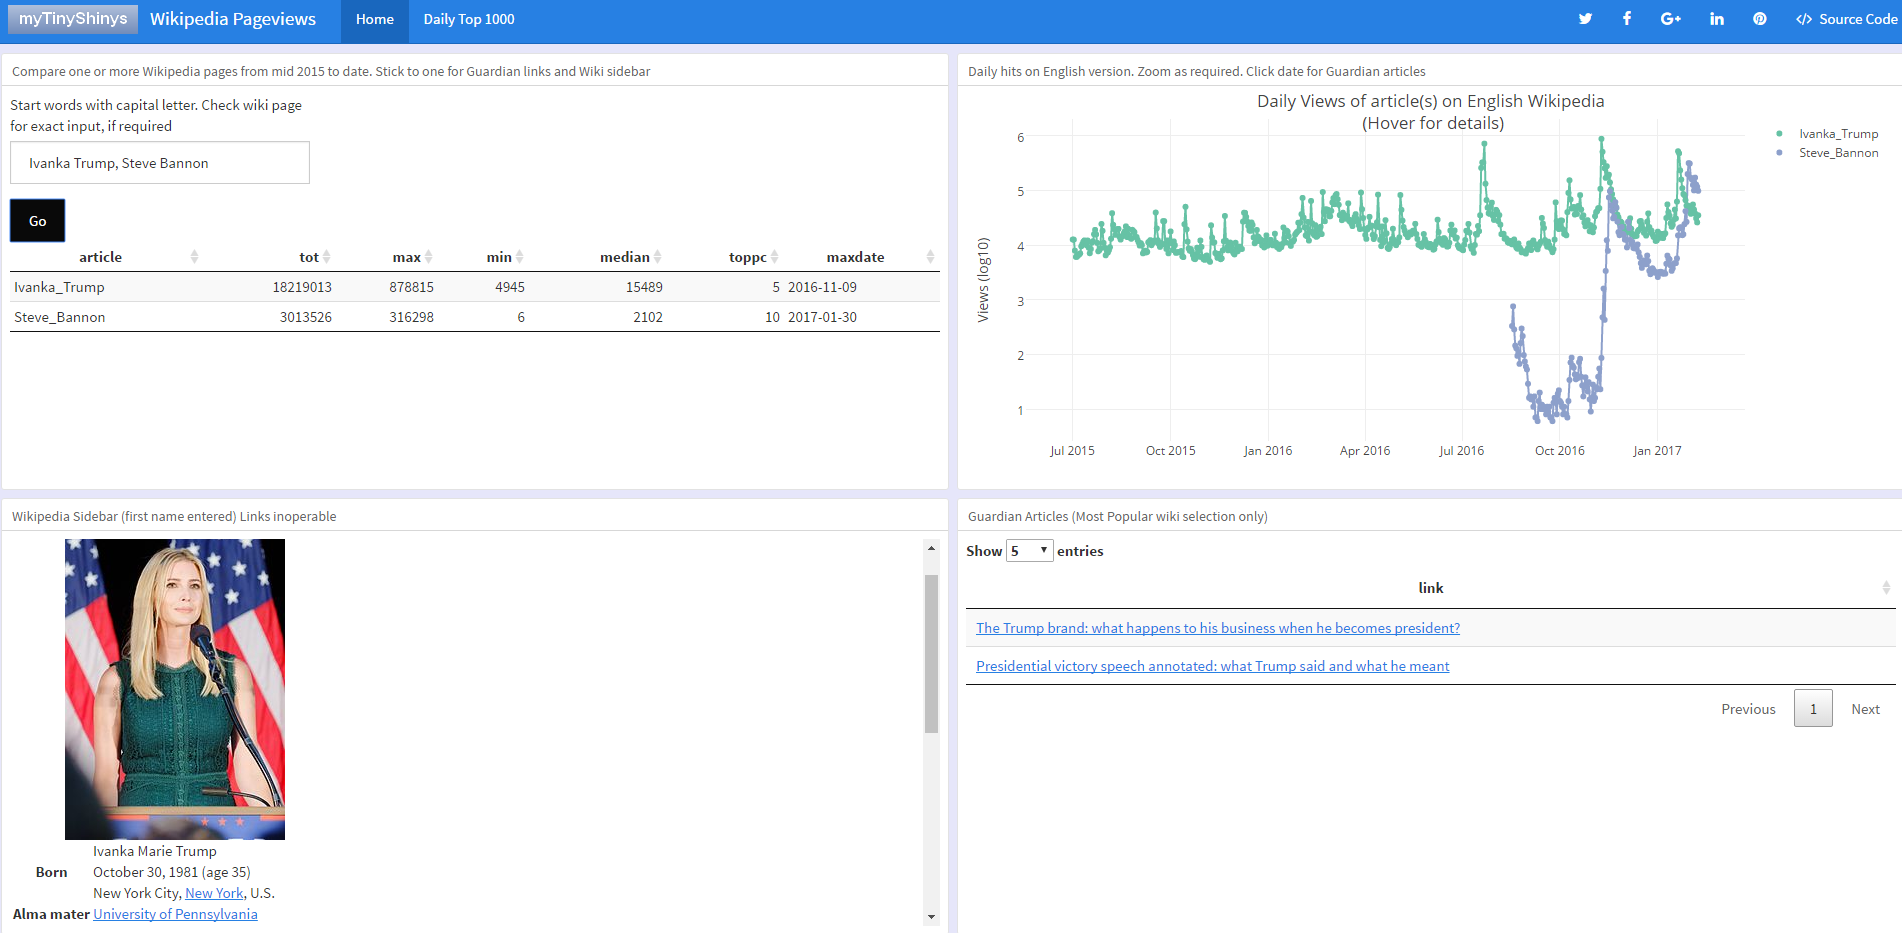 myTinyShinys Wikipedia Pageviews Home Daily Top 1000 Source Code
Compare one or more Wikipedia pages from mid 2015 to date. Stick to one for Guardian links and Wiki sidebar
Start words with capital letter. Check wiki page
for exact input, if required
Ivanka Trump, Steve Bannon
Go
article tot max min median toppc maxdate
Ivanka_Trump 18219013 878815 4945 15489 5 2016-11-09
Steve_Bannon 3013526 316298 6 2102 10 2017-01-30
Daily hits on English version. Zoom as required. Click date for Guardian articles
Daily Views of article(s) on English Wikipedia
(Hover for details)
Views (log10)
6
5
4
3
2
1
Jul 2015 Oct 2015 Jan 2016 Apr 2016 Jul 2016 Oct 2016 Jan 2017
Ivanka_Trump
Steve_Bannon
Wikipedia Sidebar (first name entered) Links inoperable
Ivanka Marie Trump
Born October 30, 1981 (age 35)
New York City, New York, U.S.
Alma mater University of Pennsylvania
Guardian Articles (Most Popular wiki selection only)
Show 5 entries
link
The Trump brand: what happens to his business when he becomes president?
Presidential victory speech annotated: what Trump said and what he meant
Previous 1 Next